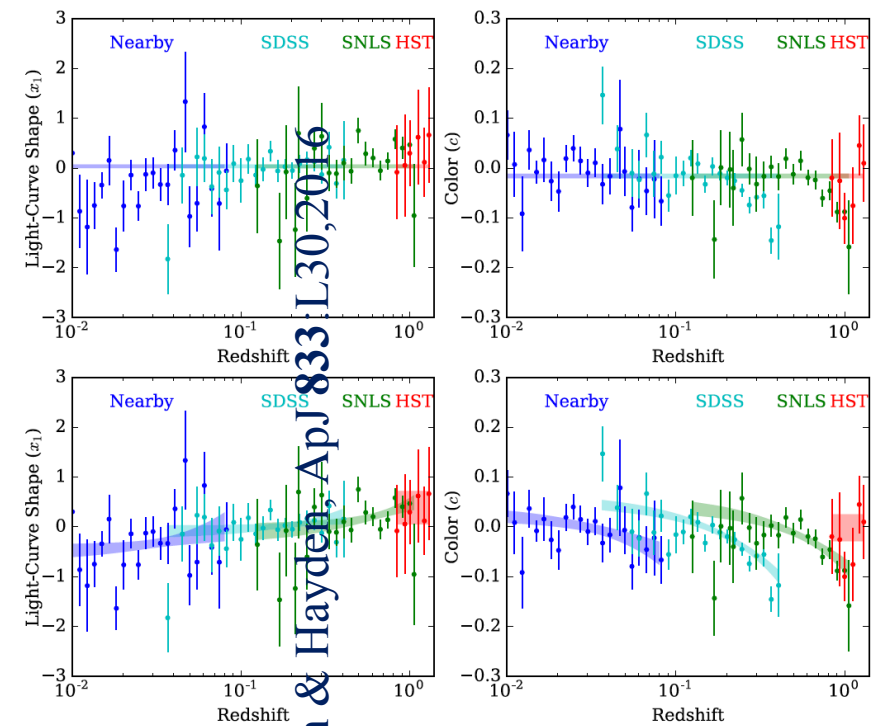 Nearby SDSS SNLS HST
3 2 1 0 −1 −2 −3
Light-Curve Shape (x₁)
10⁻² 10⁻¹ 10⁰
Redshift
Nearby SDSS SNLS HST
0.3 0.2 0.1 0.0 −0.1 −0.2 −0.3
Color (c)
10⁻² 10⁻¹ 10⁰
Redshift
Nearby SDSS SNLS HST
3 2 1 0 −1 −2 −3
Light-Curve Shape (x₁)
10⁻² 10⁻¹ 10⁰
Redshift
Nearby SDSS SNLS HST
0.3 0.2 0.1 0.0 −0.1 −0.2 −0.3
Color (c)
10⁻² 10⁻¹ 10⁰
Redshift
& Hayden, ApJ 833 L30,2016